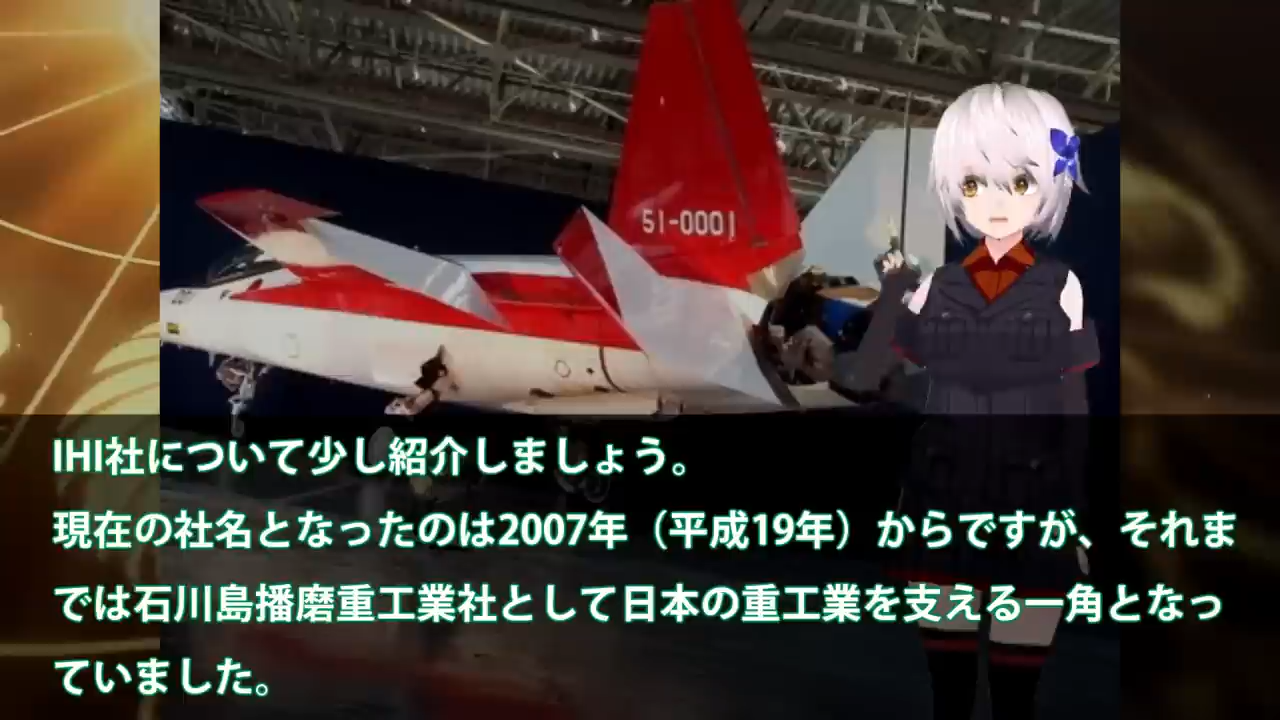 51-0001
IHI社について少し紹介しましょう。
現在の社名となったのは2007年（平成19年）からですが、それま
では石川島播磨重工業社として日本の重工業を支える一角となっ
ていました。